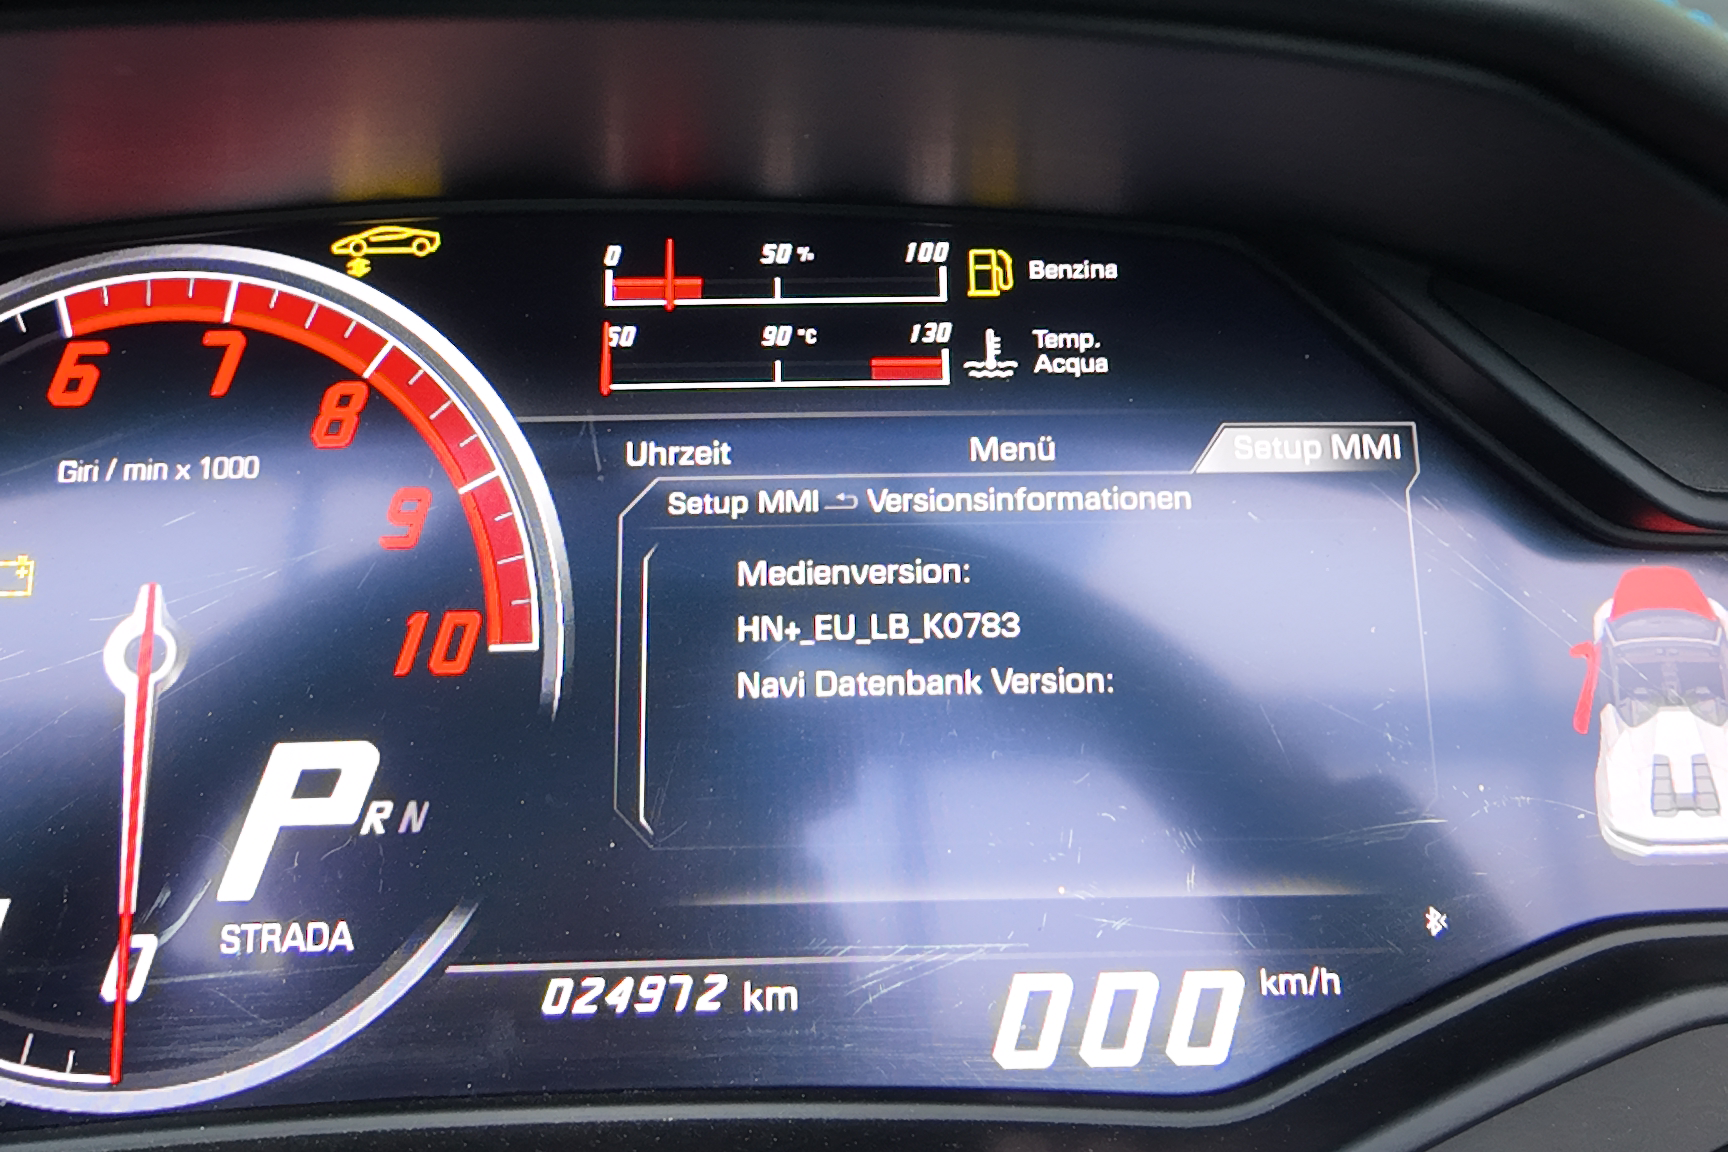 0 50 % 100 Benzina
50 90 °C 130 Temp.
Acqua
6 7 8 9 10
Giri / min x 1000
Uhrzeit Menü Setup MMI
Setup MMI Versionsinformationen
Medienversion:
HN+_EU_LB_K0783
Navi Datenbank Version:
P R N
STRADA
0
024972 km
000 km/h